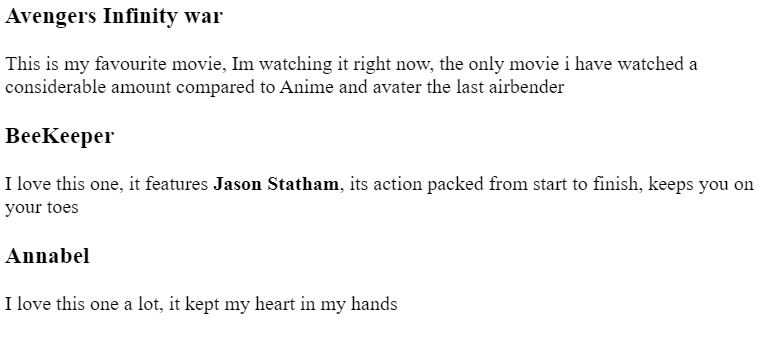 Avengers Infinity war
This is my favourite movie, Im watching it right now, the only movie i have watched a
considerable amount compared to Anime and avater the last airbender
BeeKeeper
I love this one, it features Jason Statham, its action packed from start to finish, keeps you on
your toes
Annabel
I love this one a lot, it kept my heart in my hands